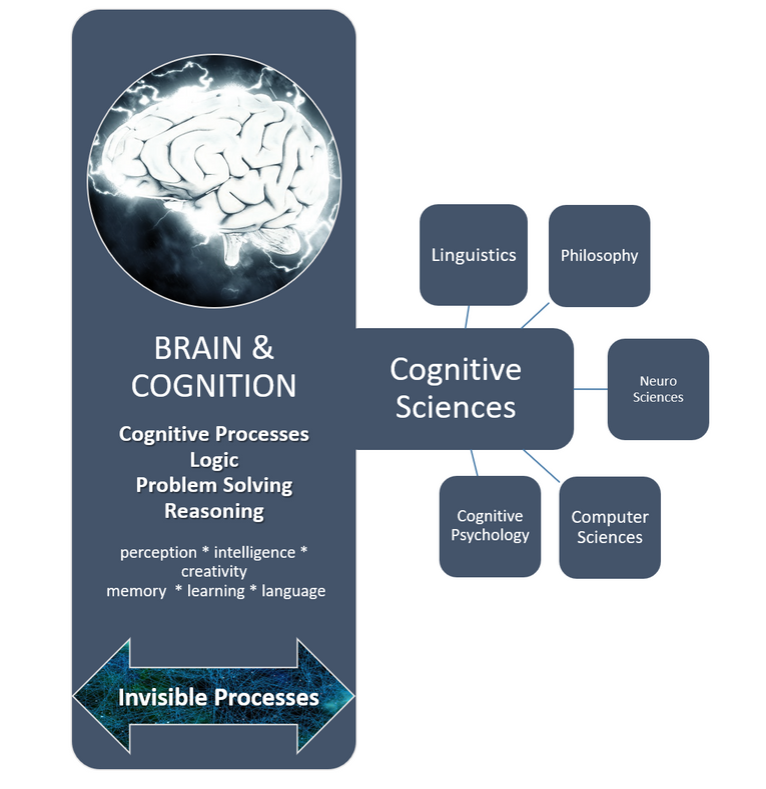 BRAIN &
COGNITION
Cognitive Processes
Logic
Problem Solving
Reasoning
perception * intelligence *
creativity
memory * learning * language
Invisible Processes
Cognitive
Sciences
Linguistics
Philosophy
Neuro
Sciences
Computer
Sciences
Cognitive
Psychology